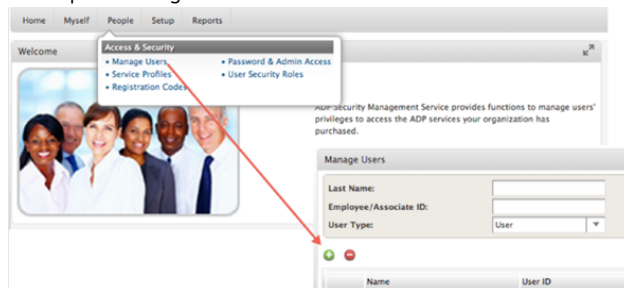 Home Myself People Setup Reports
Welcome
Access & Security
• Manage Users
• Password & Admin Access
• Service Profiles
• User Security Roles
• Registration Codes
ADP Security Management Service provides functions to manage users'
privileges to access the ADP services your organization has
purchased.
Manage Users
Last Name:
Employee/Associate ID:
User Type: User
Name User ID